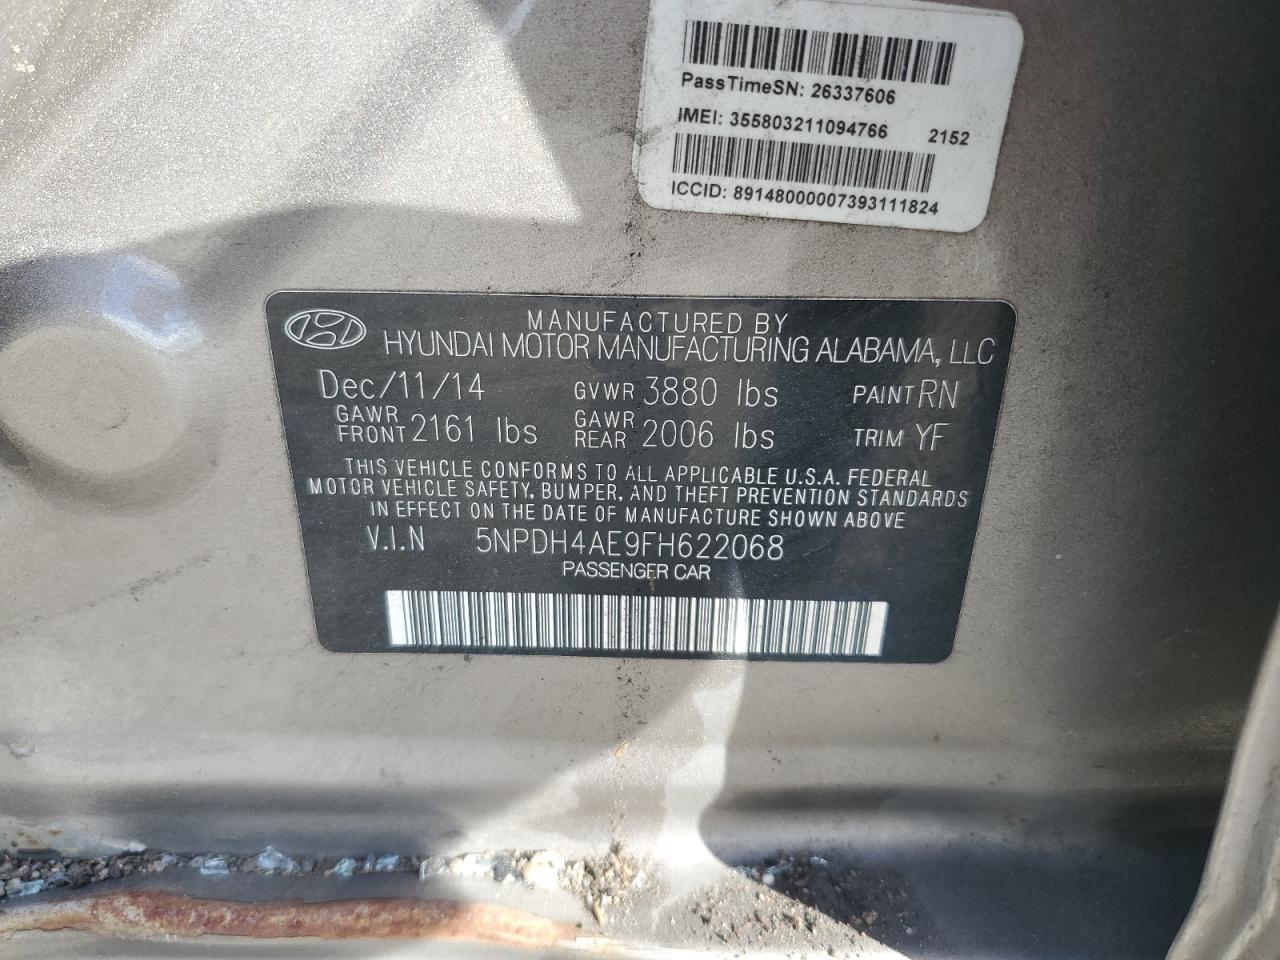 PassTimeSN: 26337606
IMEI: 355803211094766 2152
ICCID: 89148000007393111824
MANUFACTURED BY
HYUNDAI MOTOR MANUFACTURING ALABAMA, LLC
Dec/11/14 GVWR 3880 lbs PAINT RN
GAWR FRONT 2161 lbs GAWR REAR 2006 lbs TRIM YF
THIS VEHICLE CONFORMS TO ALL APPLICABLE U.S.A. FEDERAL
MOTOR VEHICLE SAFETY, BUMPER, AND THEFT PREVENTION STANDARDS
IN EFFECT ON THE DATE OF MANUFACTURE SHOWN ABOVE
V.I.N 5NPDH4AE9FH622068
PASSENGER CAR